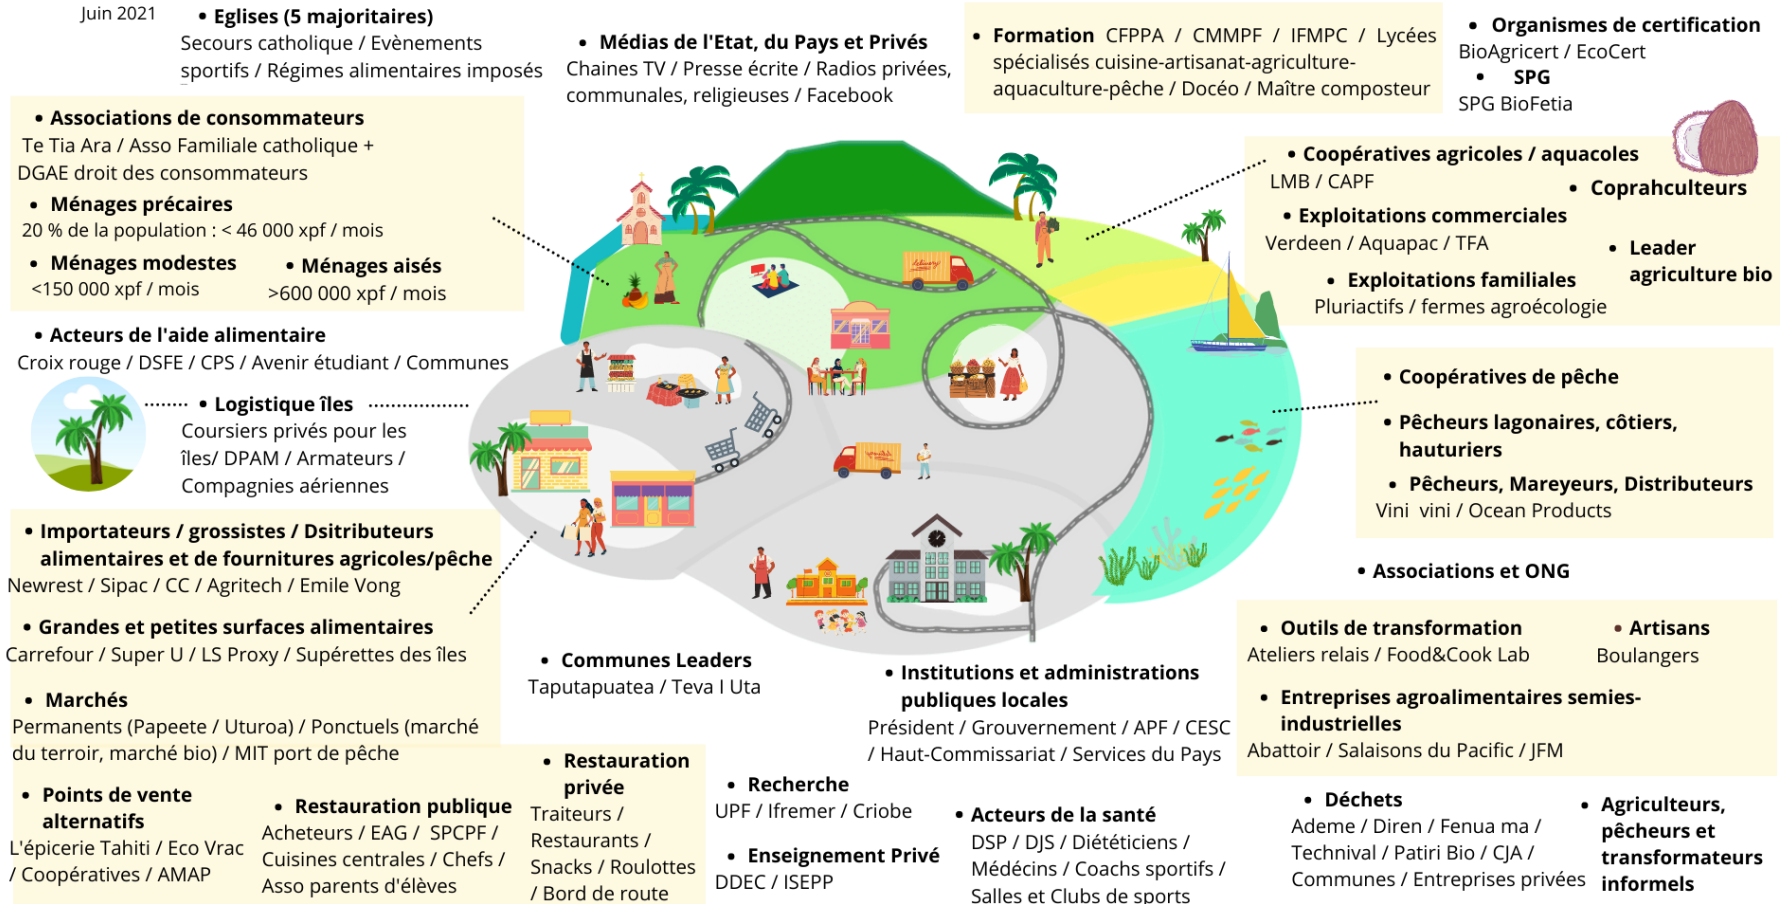 Juin 2021
• Eglises (5 majoritaires)
Secours catholique / Evènements
sportifs / Régimes alimentaires imposés
• Médias de l'Etat, du Pays et Privés
Chaines TV / Presse écrite / Radios privées,
communales, religieuses / Facebook
• Formation CFPPA / CMMPF / IFMPC / Lycées
spécialisés cuisine-artisanat-agriculture-
aquaculture-pêche / Docéo / Maître composteur
• Organismes de certification
BioAgricert / EcoCert
• SPG
SPG BioFetia
• Associations de consommateurs
Te Tia Ara / Asso Familiale catholique +
DGAE droit des consommateurs
• Ménages précaires
20 % de la population : < 46 000 xpf / mois
• Ménages modestes
<150 000 xpf / mois
• Ménages aisés
>600 000 xpf / mois
• Coopératives agricoles / aquacoles
LMB / CAPF
• Coprahculteurs
• Exploitations commerciales
Verdeen / Aquapac / TFA
• Leader
agriculture bio
• Exploitations familiales
Pluriactifs / fermes agroécologie
• Acteurs de l'aide alimentaire
Croix rouge / DSFE / CPS / Avenir étudiant / Communes
• Logistique îles
Coursiers privés pour les
îles/ DPAM / Armateurs /
Compagnies aériennes
delivery
• Coopératives de pêche
• Pêcheurs lagonaires, côtiers,
hauturiers
• Pêcheurs, Mareyeurs, Distributeurs
Vini vini / Ocean Products
• Importateurs / grossistes / Dsitributeurs
alimentaires et de fournitures agricoles/pêche
Newrest / Sipac / CC / Agritech / Emile Vong
• Grandes et petites surfaces alimentaires
Carrefour / Super U / LS Proxy / Supérettes des îles
• Marchés
Permanents (Papeete / Uturoa) / Ponctuels (marché
du terroir, marché bio) / MIT port de pêche
• Associations et ONG
• Outils de transformation
Ateliers relais / Food&Cook Lab
• Artisans
Boulangers
• Entreprises agroalimentaires semies-
industrielles
Abattoir / Salaisons du Pacific / JFM
• Communes Leaders
Taputapuatea / Teva I Uta
• Institutions et administrations
publiques locales
Président / Grouvernement / APF / CESC
/ Haut-Commissariat / Services du Pays
• Points de vente
alternatifs
L'épicerie Tahiti / Eco Vrac
/ Coopératives / AMAP
• Restauration publique
Acheteurs / EAG / SPCPF /
Cuisines centrales / Chefs /
Asso parents d'élèves
• Restauration
privée
Traiteurs /
Restaurants /
Snacks / Roulottes
/ Bord de route
• Recherche
UPF / Ifremer / Criobe
• Enseignement Privé
DDEC / ISEPP
• Acteurs de la santé
DSP / DJS / Diététiciens /
Médécins / Coachs sportifs /
Salles et Clubs de sports
• Déchets
Ademe / Diren / Fenua ma /
Technival / Patiri Bio / CJA /
Communes / Entreprises privées
• Agriculteurs,
pêcheurs et
transformateurs
informels